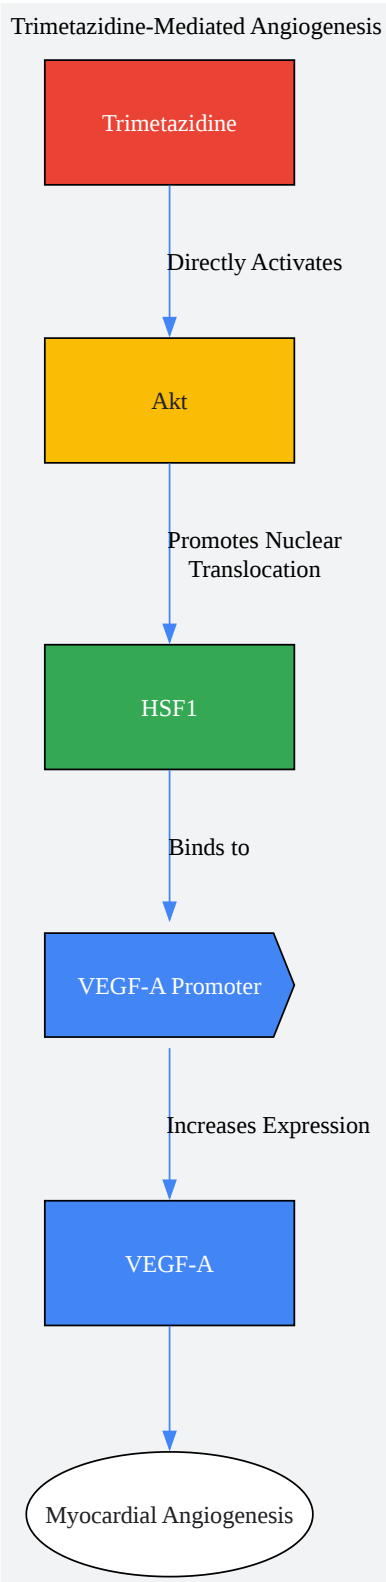 Trimetazidine-Mediated Angiogenesis
Trimetazidine
Directly Activates
Akt
Promotes Nuclear
Translocation
HSF1
Binds to
VEGF-A Promoter
Increases Expression
VEGF-A
Myocardial Angiogenesis